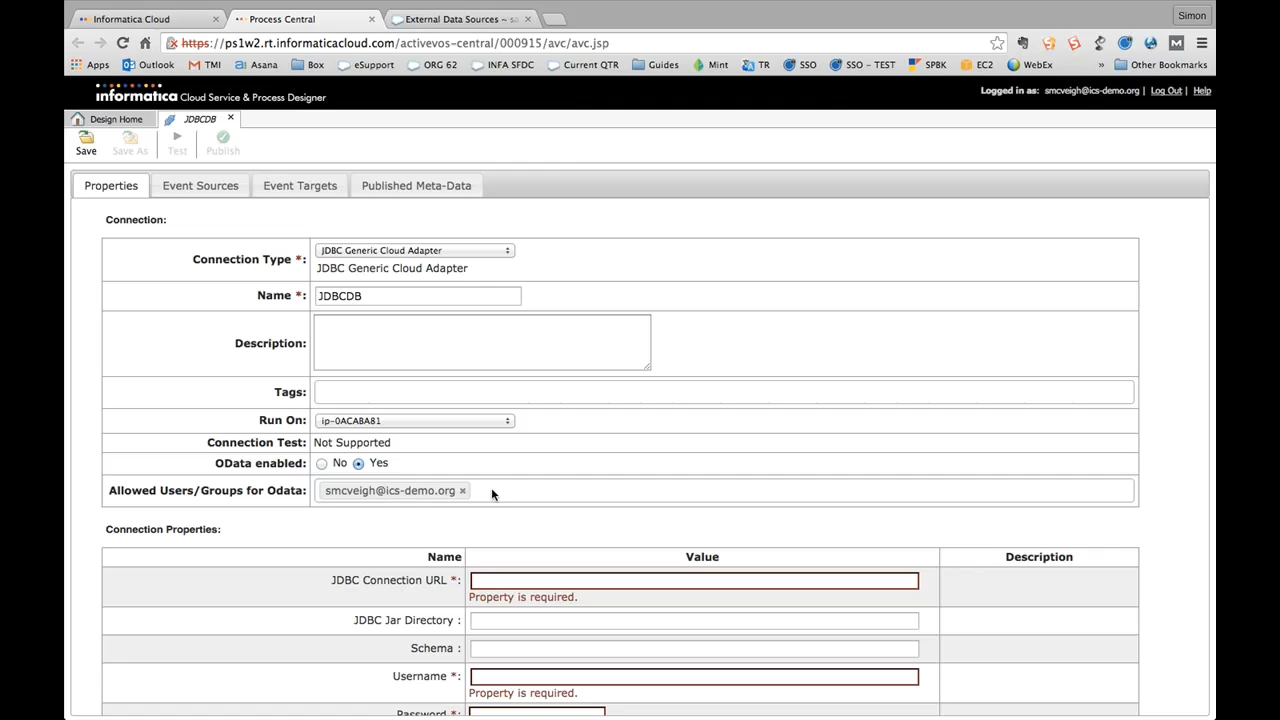 Informatica Cloud × Process Central × External Data Sources ~ sa × Simon
https://ps1w2.rt.informaticacloud.com/activevos-central/000915/avc/avc.jsp
Apps Outlook TMI Asana Box eSupport ORG 62 INFA SFDC Current QTR Guides Mint TR SSO SSO - TEST SPBK EC2 WebEx » Other Bookmarks
informatica Cloud Service & Process Designer Logged in as: smcveigh@ics-demo.org | Log Out | Help
Design Home JDBCDB ×
Save Save As Test Publish
Properties Event Sources Event Targets Published Meta-Data
Connection:
Connection Type *: JDBC Generic Cloud Adapter
JDBC Generic Cloud Adapter
Name *: JDBCDB
Description:
Tags:
Run On: ip-0ACABA81
Connection Test: Not Supported
OData enabled: No Yes
Allowed Users/Groups for Odata: smcveigh@ics-demo.org ×
Connection Properties:
Name Value Description
JDBC Connection URL *:
Property is required.
JDBC Jar Directory :
Schema :
Username *:
Property is required.
Password *: